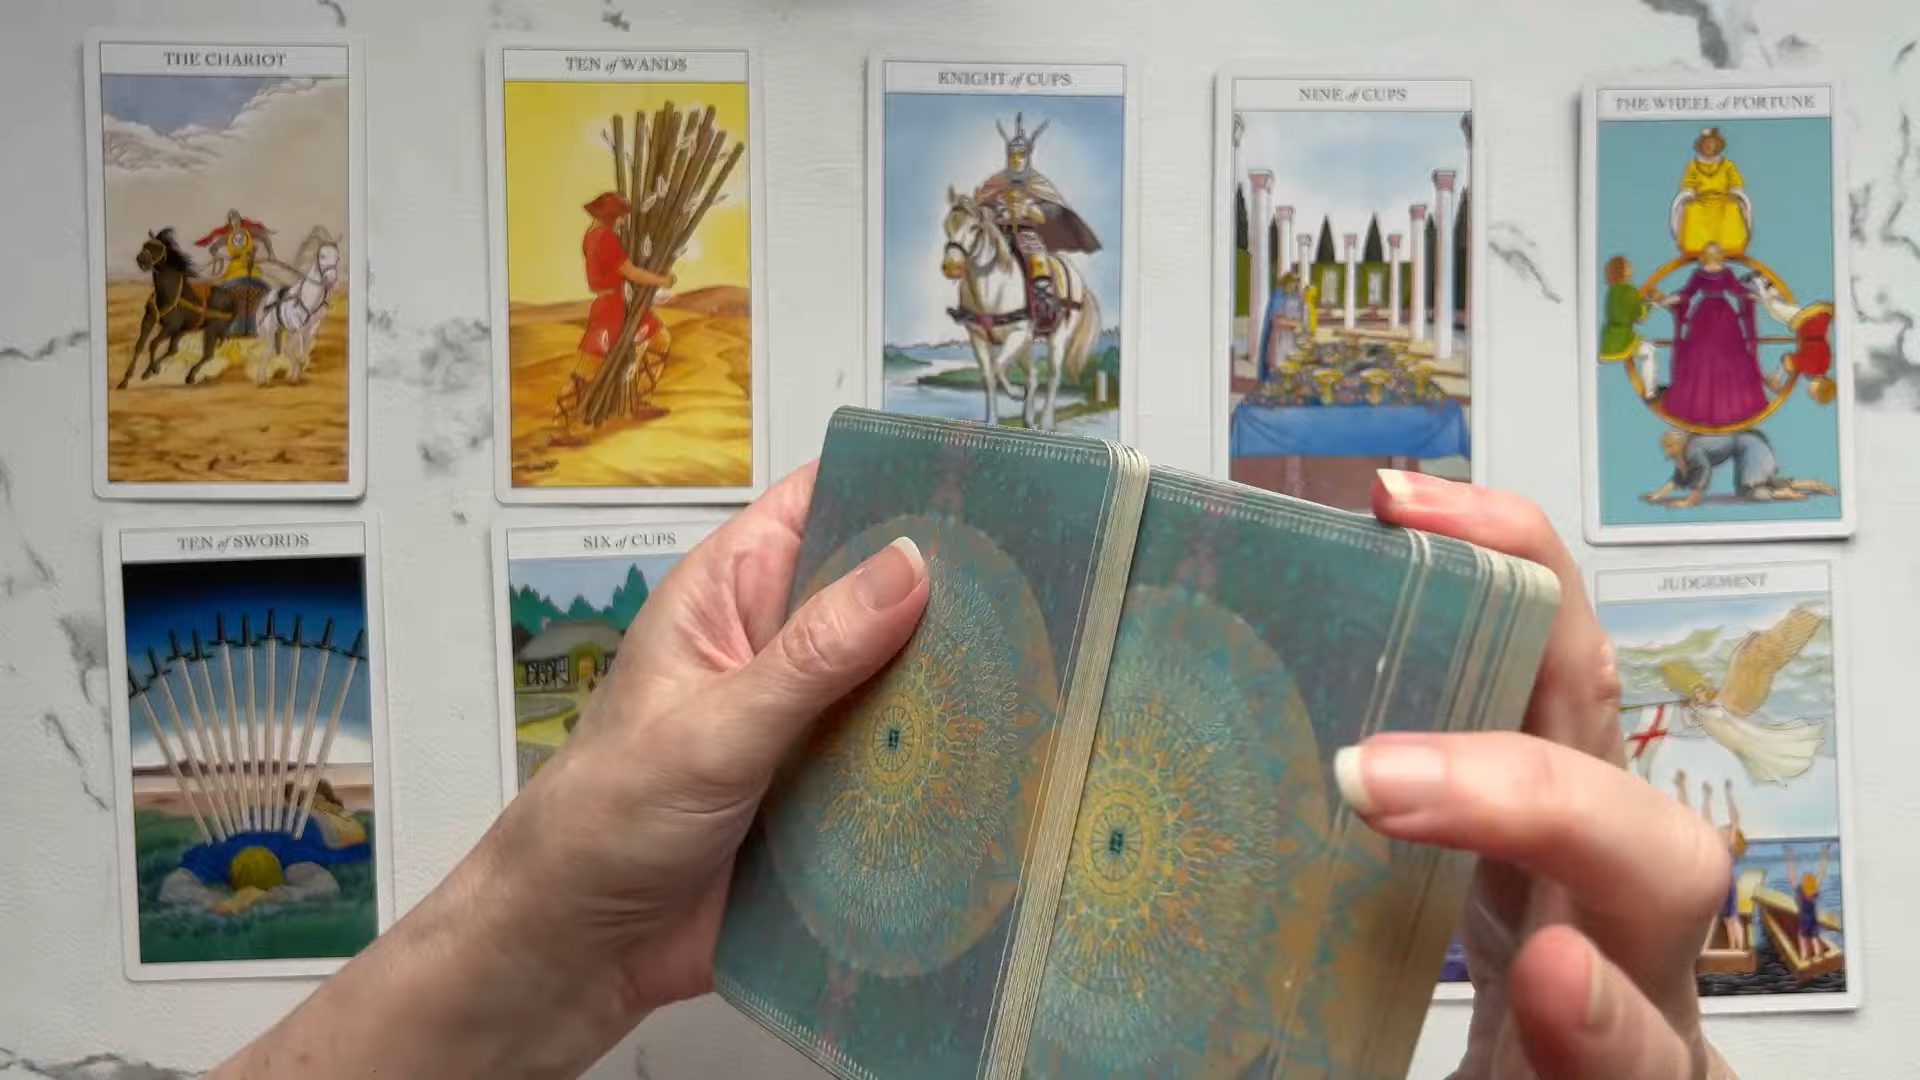 THE CHARIOT
TEN of WANDS
KNIGHT of CUPS
NINE of CUPS
THE WHEEL of FORTUNE
TEN of SWORDS
SIX of CUPS
JUDGEMENT